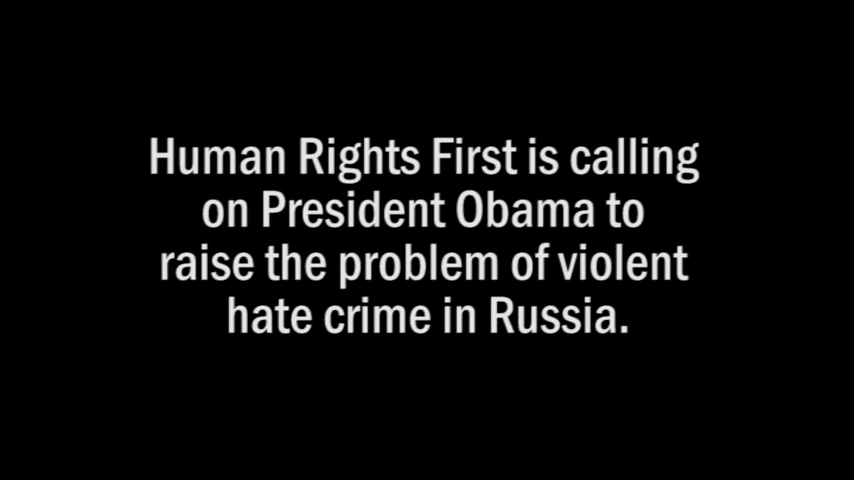 Human Rights First is calling
on President Obama to
raise the problem of violent
hate crime in Russia.